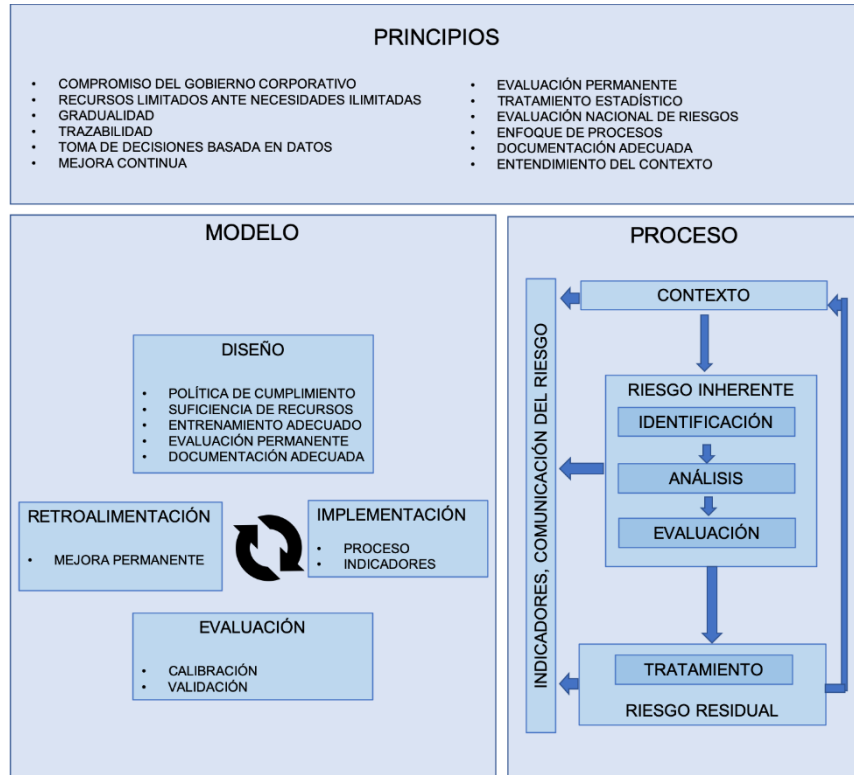 PRINCIPIOS
• COMPROMISO DEL GOBIERNO CORPORATIVO
• RECURSOS LIMITADOS ANTE NECESIDADES ILIMITADAS
• GRADUALIDAD
• TRAZABILIDAD
• TOMA DE DECISIONES BASADA EN DATOS
• MEJORA CONTINUA
• EVALUACIÓN PERMANENTE
• TRATAMIENTO ESTADÍSTICO
• EVALUACIÓN NACIONAL DE RIESGOS
• ENFOQUE DE PROCESOS
• DOCUMENTACIÓN ADECUADA
• ENTENDIMIENTO DEL CONTEXTO
MODELO
DISEÑO
• POLÍTICA DE CUMPLIMIENTO
• SUFICIENCIA DE RECURSOS
• ENTRENAMIENTO ADECUADO
• EVALUACIÓN PERMANENTE
• DOCUMENTACIÓN ADECUADA
RETROALIMENTACIÓN
• MEJORA PERMANENTE
IMPLEMENTACIÓN
• PROCESO
• INDICADORES
EVALUACIÓN
• CALIBRACIÓN
• VALIDACIÓN
PROCESO
INDICADORES, COMUNICACIÓN DEL RIESGO
CONTEXTO
RIESGO INHERENTE
IDENTIFICACIÓN
ANÁLISIS
EVALUACIÓN
TRATAMIENTO
RIESGO RESIDUAL